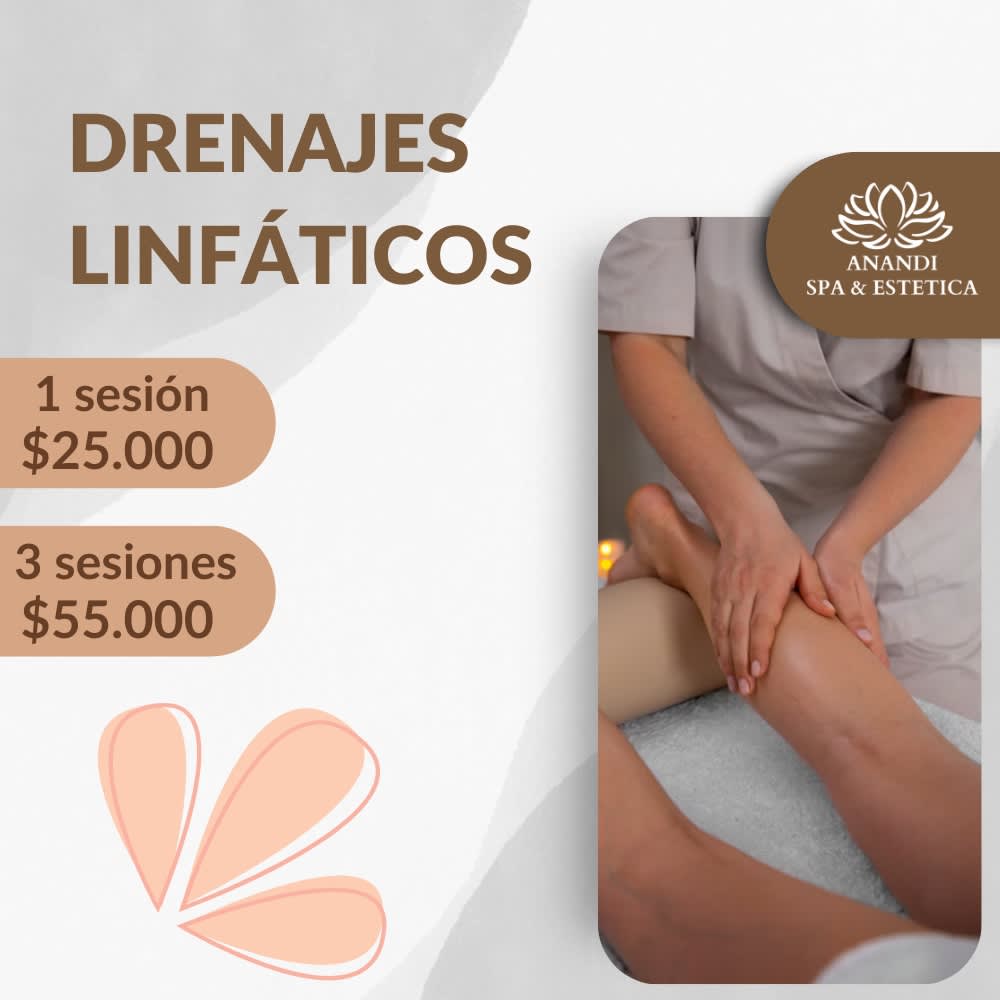 DRENAJES
LINFÁTICOS
ANANDI
SPA & ESTETICA
1 sesión
$25.000
3 sesiones
$55.000